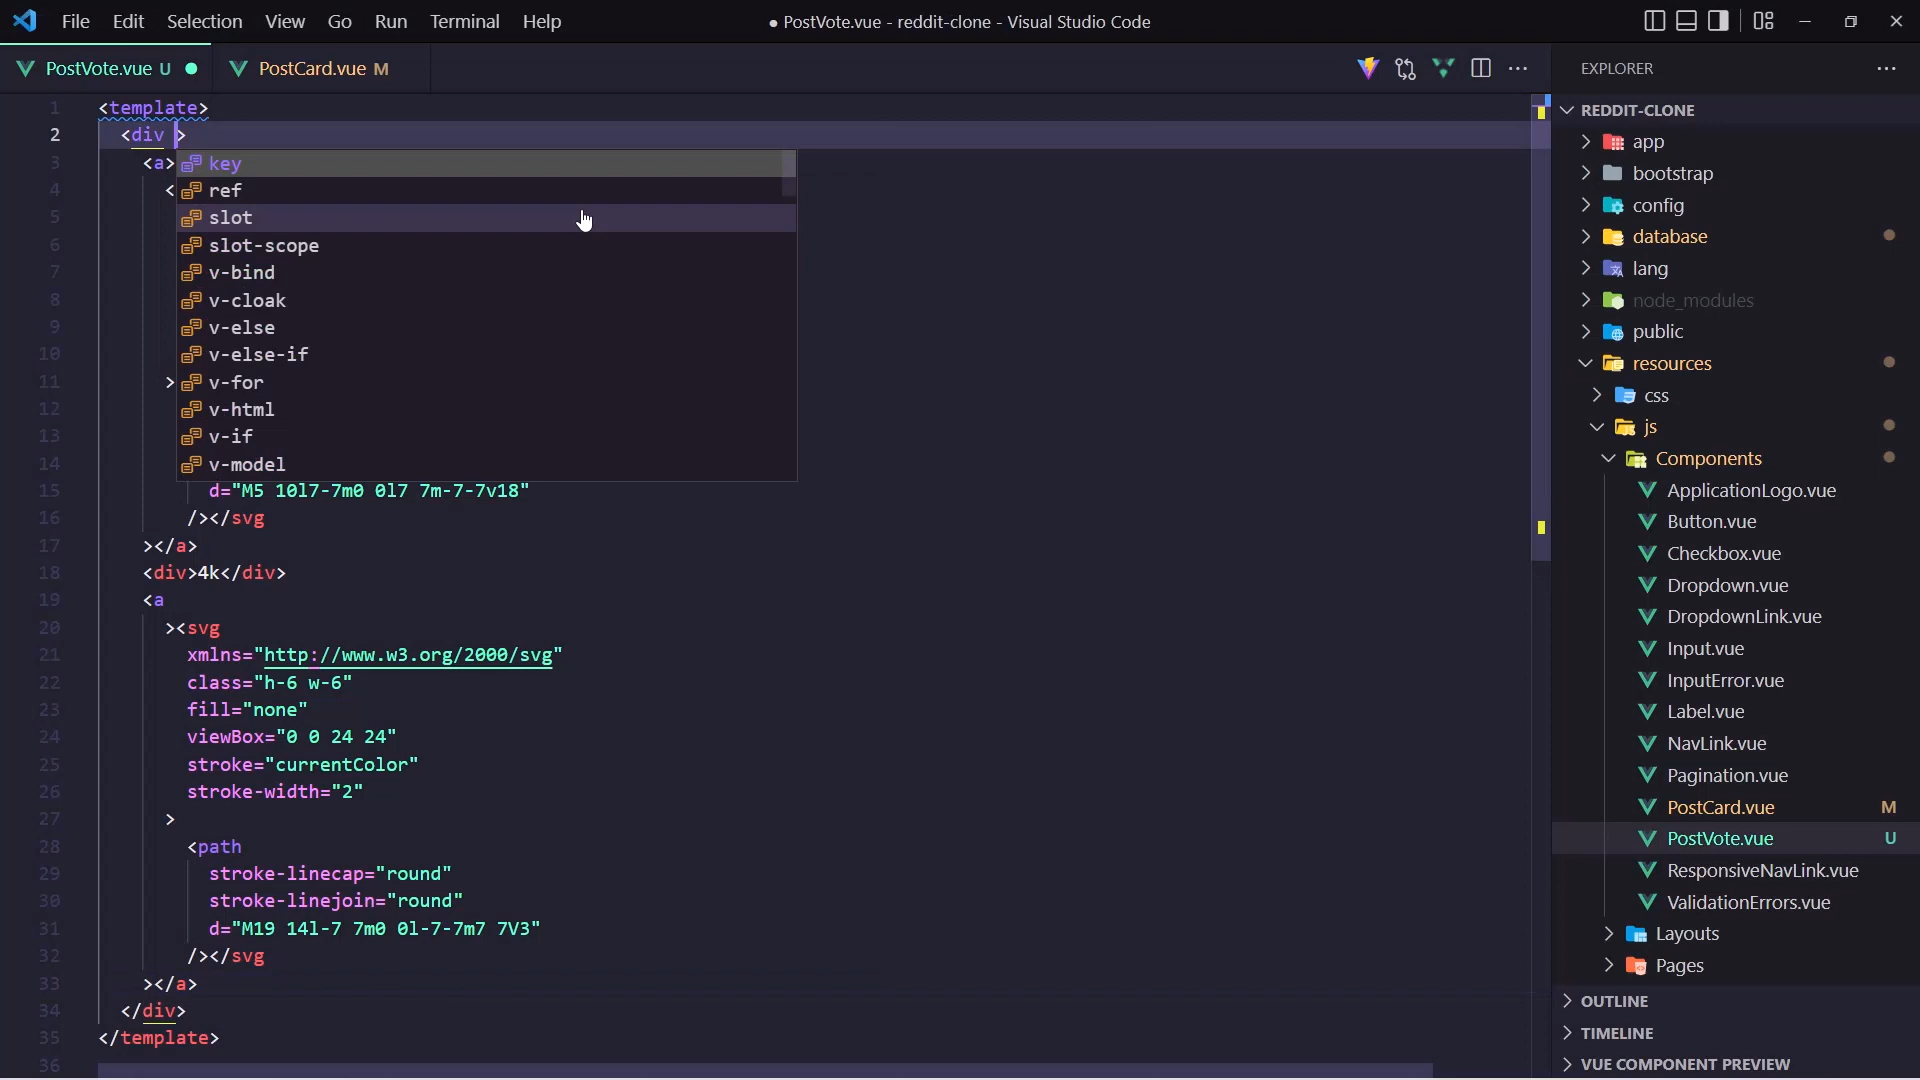 File Edit Selection View Go Run Terminal Help
● PostVote.vue - reddit-clone - Visual Studio Code
PostVote.vue U
PostCard.vue M
1 <template>
2 <div >
3 <a>
4 <
5
6
7
8
9
10
11 >
12
13
14
key
ref
slot
slot-scope
v-bind
v-cloak
v-else
v-else-if
v-for
v-html
v-if
v-model
15 d="M5 10l7-7m0 0l7 7m-7-7v18"
16 /></svg
17 ></a>
18 <div>4k</div>
19 <a
20 ><svg
21 xmlns="http://www.w3.org/2000/svg"
22 class="h-6 w-6"
23 fill="none"
24 viewBox="0 0 24 24"
25 stroke="currentColor"
26 stroke-width="2"
27 >
28 <path
29 stroke-linecap="round"
30 stroke-linejoin="round"
31 d="M19 14l-7 7m0 0l-7-7m7 7V3"
32 /></svg
33 ></a>
34 </div>
35 </template>
36
EXPLORER
REDDIT-CLONE
app
bootstrap
config
database
lang
node_modules
public
resources
css
js
Components
ApplicationLogo.vue
Button.vue
Checkbox.vue
Dropdown.vue
DropdownLink.vue
Input.vue
InputError.vue
Label.vue
NavLink.vue
Pagination.vue
PostCard.vue M
PostVote.vue U
ResponsiveNavLink.vue
ValidationErrors.vue
Layouts
Pages
OUTLINE
TIMELINE
VUE COMPONENT PREVIEW